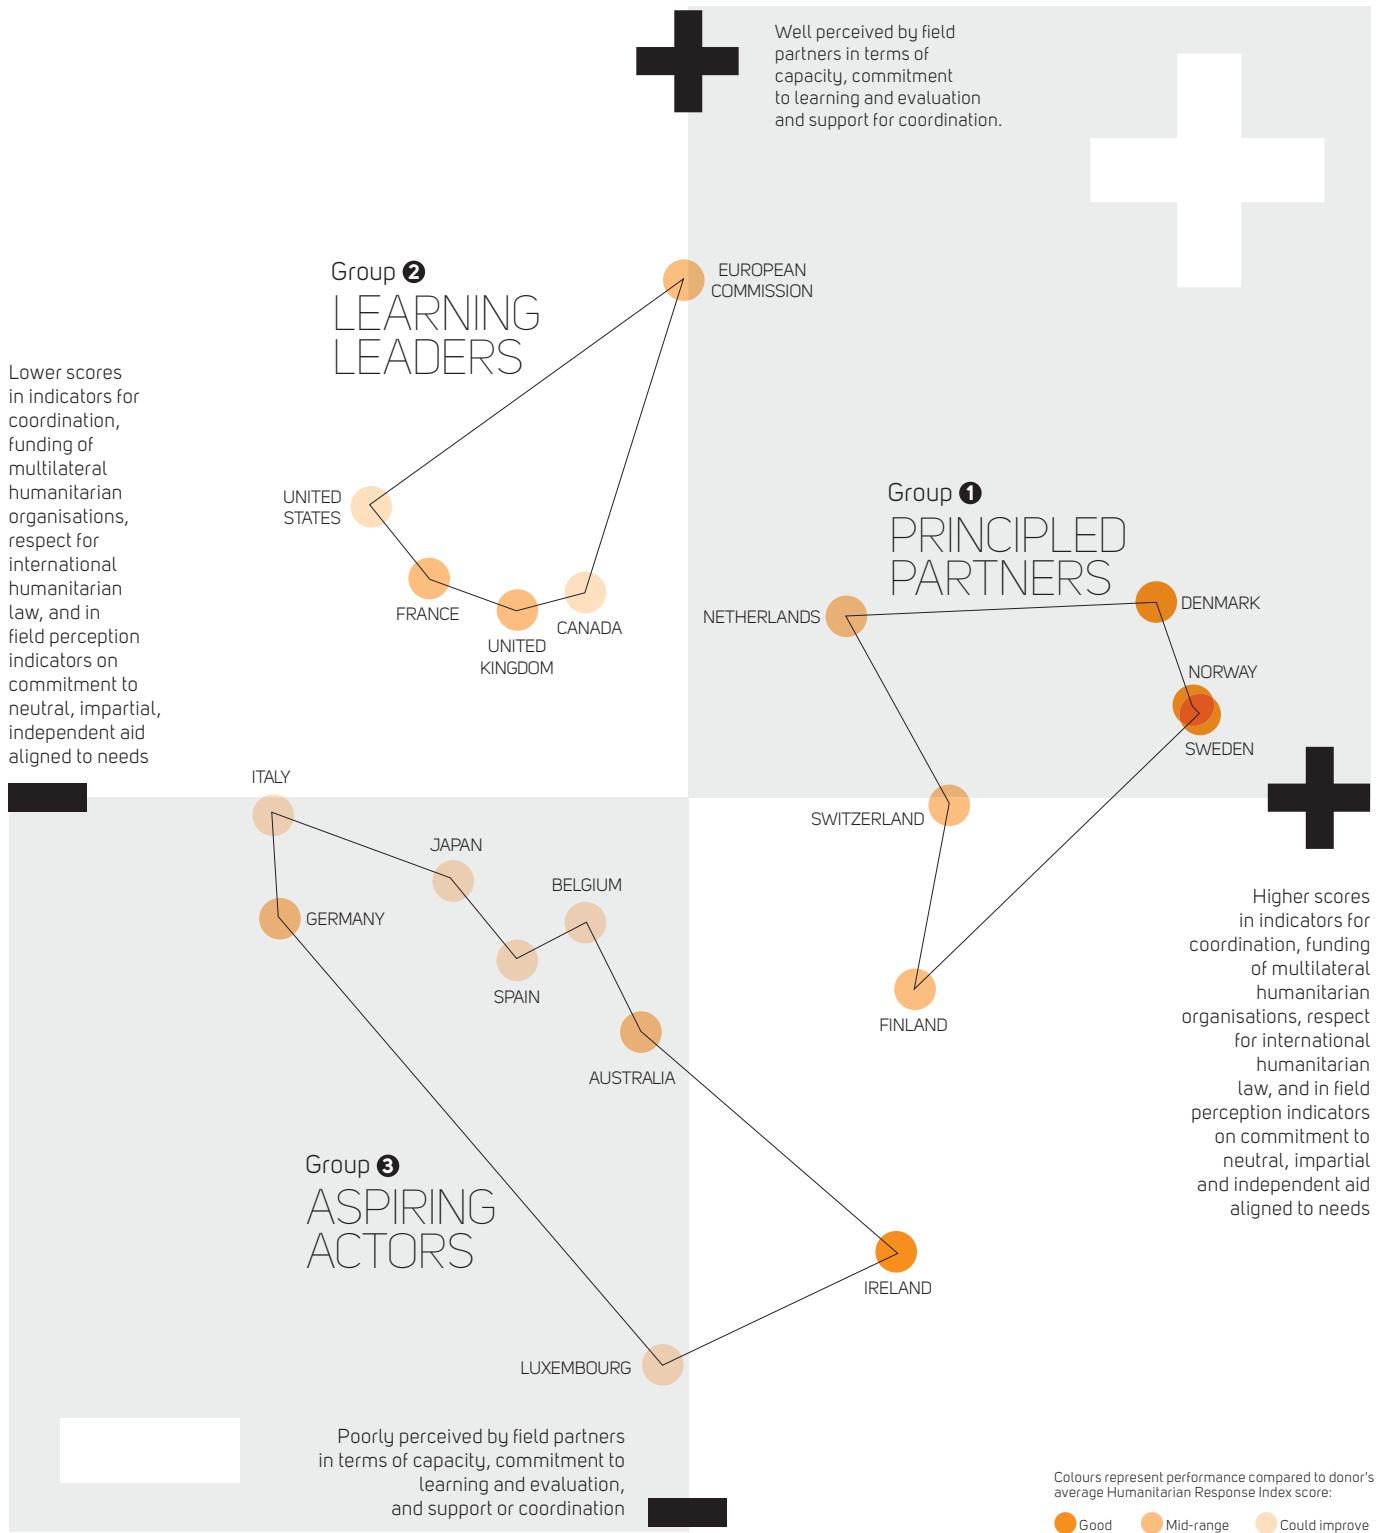 Well perceived by field
partners in terms of
capacity, commitment
to learning and evaluation
and support for coordination.
Group 2
LEARNING
LEADERS
EUROPEAN
COMMISSION
Lower scores
in indicators for
coordination,
funding of
multilateral
humanitarian
organisations,
respect for
international
humanitarian
law, and in
field perception
indicators on
commitment to
neutral, impartial,
independent aid
aligned to needs
UNITED
STATES
FRANCE
UNITED
KINGDOM
CANADA
Group 1
PRINCIPLED
PARTNERS
NETHERLANDS
DENMARK
NORWAY
SWEDEN
SWITZERLAND
FINLAND
ITALY
JAPAN
BELGIUM
GERMANY
SPAIN
AUSTRALIA
Higher scores
in indicators for
coordination, funding
of multilateral
humanitarian
organisations, respect
for international
humanitarian
law, and in field
perception indicators
on commitment to
neutral, impartial
and independent aid
aligned to needs
Group 3
ASPIRING
ACTORS
IRELAND
LUXEMBOURG
Poorly perceived by field partners
in terms of capacity, commitment to
learning and evaluation,
and support or coordination
Colours represent performance compared to donor's
average Humanitarian Response Index score:
Good
Mid-range
Could improve